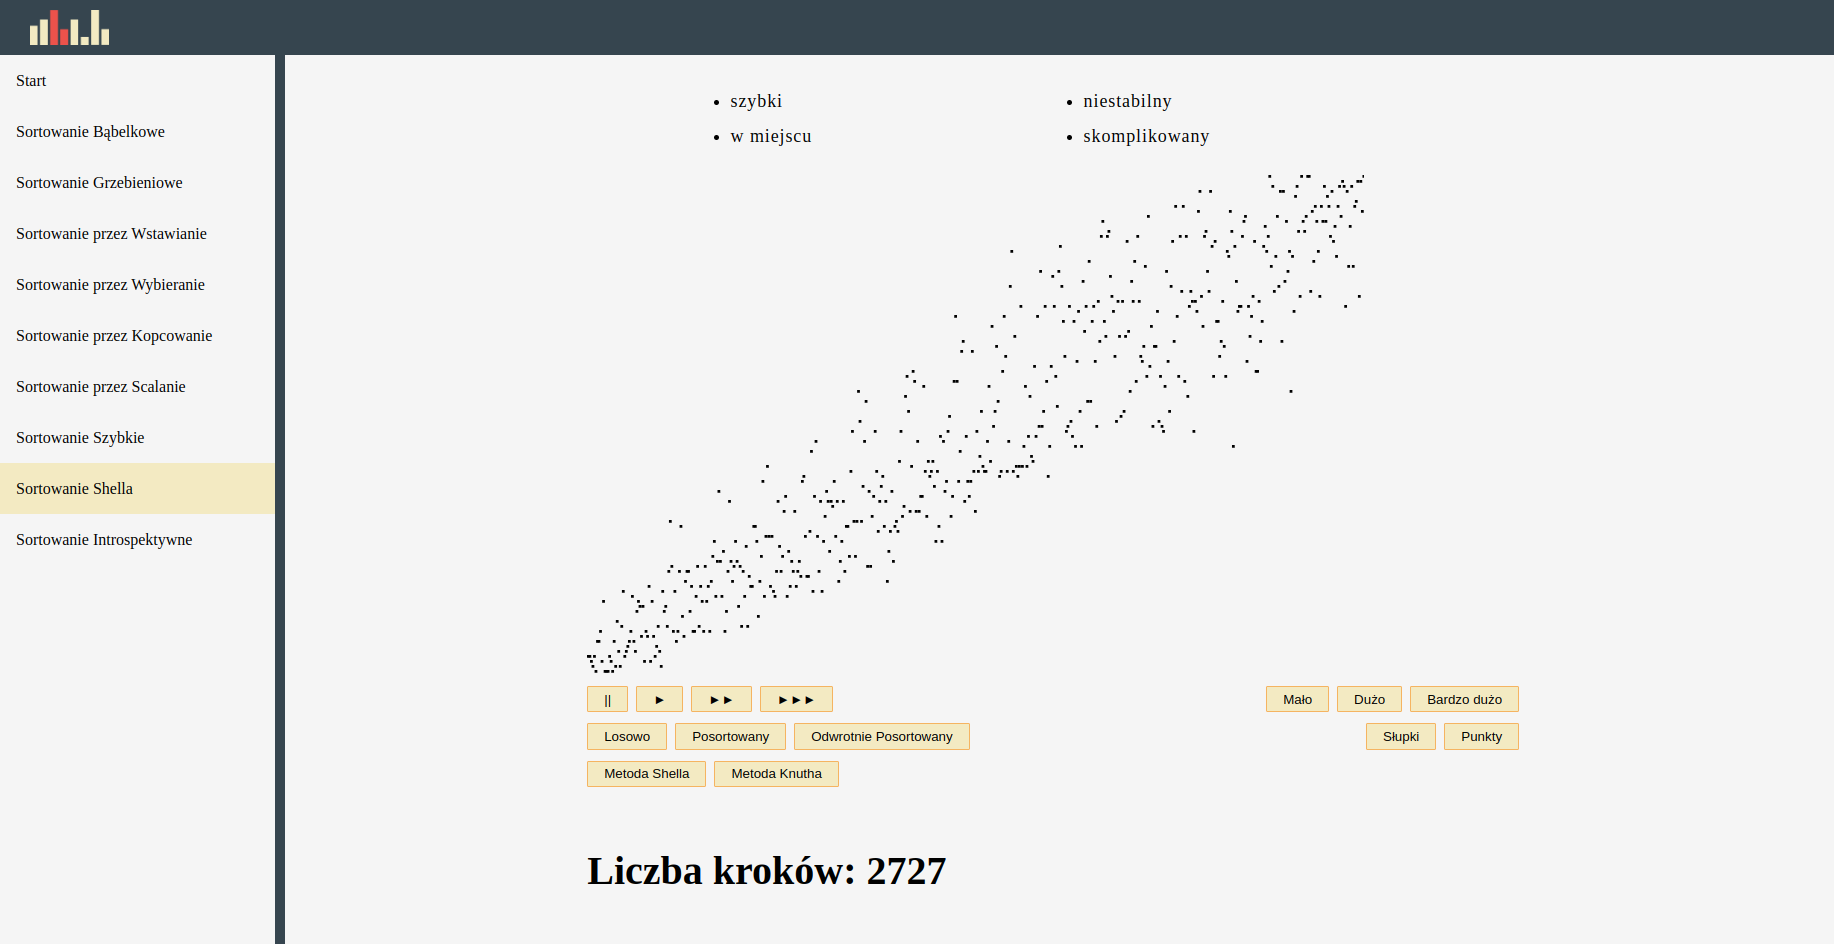 Start
Sortowanie Bąbelkowe
Sortowanie Grzebieniowe
Sortowanie przez Wstawianie
Sortowanie przez Wybieranie
Sortowanie przez Kopcowanie
Sortowanie przez Scalanie
Sortowanie Szybkie
Sortowanie Shella
Sortowanie Introspektywne
• szybki • niestabilny
• w miejscu • skomplikowany
|| ► ►► ►►► Mało Dużo Bardzo dużo
Losowo Posortowany Odwrotnie Posortowany Słupki Punkty
Metoda Shella Metoda Knutha
Liczba kroków: 2727